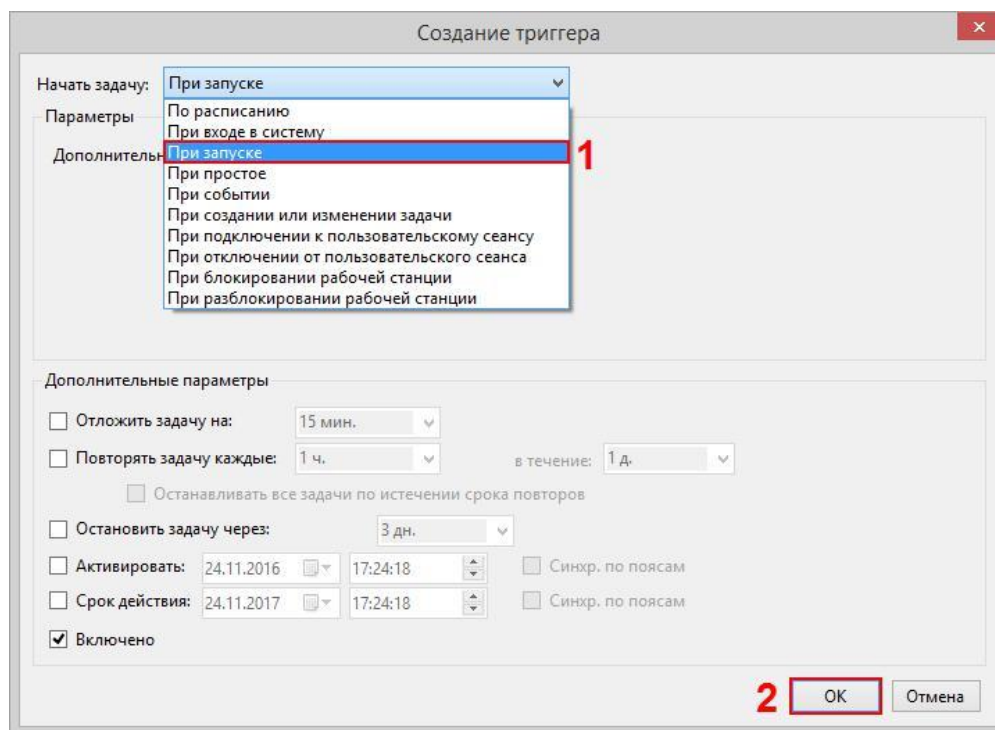 Создание триггера
Начать задачу: При запуске
Параметры
По расписанию
При входе в систему
Дополнительн
При запуске 1
При простое
При событии
При создании или изменении задачи
При подключении к пользовательскому сеансу
При отключении от пользовательского сеанса
При блокировании рабочей станции
При разблокировании рабочей станции
Дополнительные параметры
Отложить задачу на: 15 мин.
Повторять задачу каждые: 1 ч. в течение: 1 д.
Останавливать все задачи по истечении срока повторов
Остановить задачу через: 3 дн.
Активировать: 24.11.2016 17:24:18 Синхр. по поясам
Срок действия: 24.11.2017 17:24:18 Синхр. по поясам
Включено
2 OK Отмена